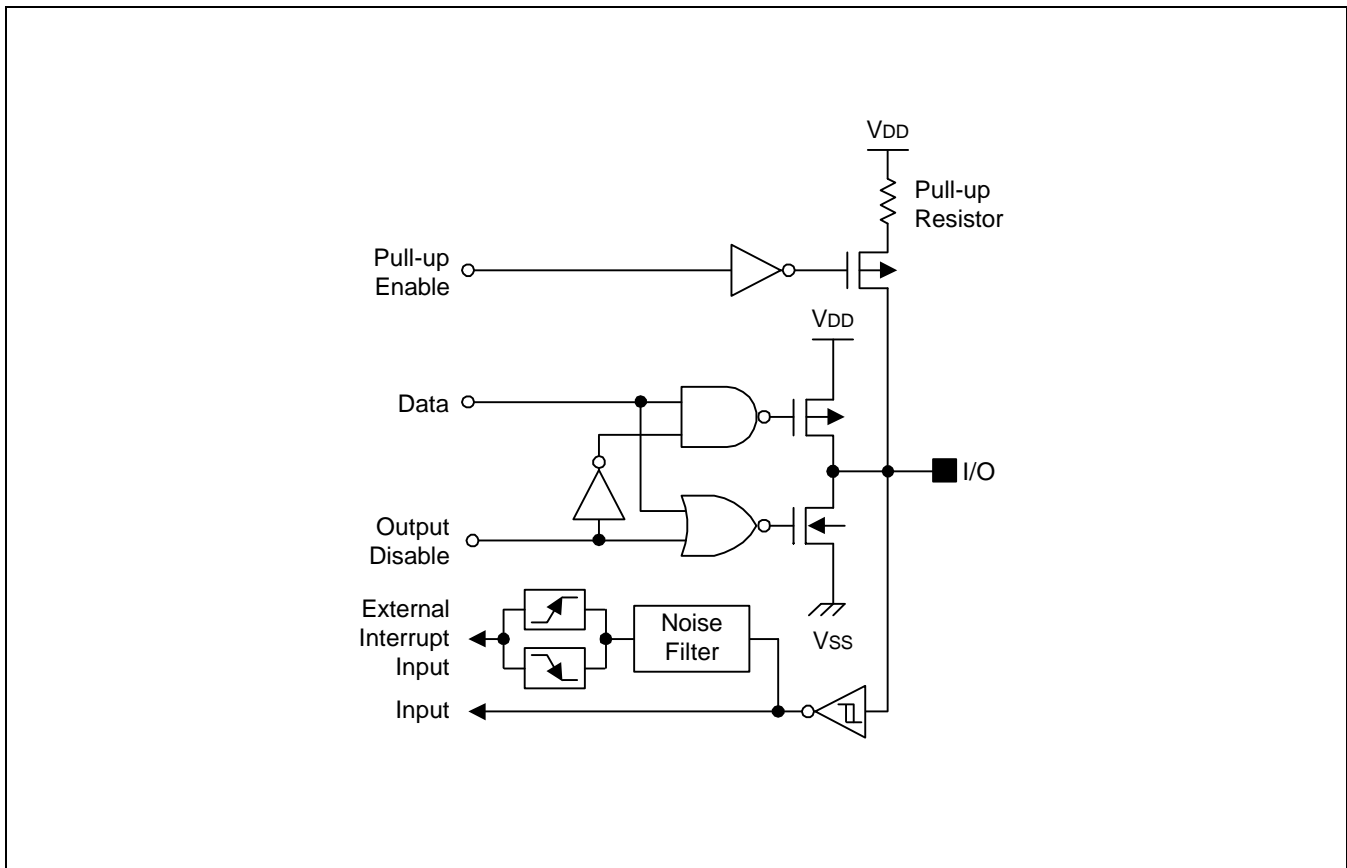 VDD
Pull-up
Resistor
Pull-up
Enable
VDD
Data
I/O
Output
Disable
External
Interrupt
Input
Noise
Filter
VSS
Input